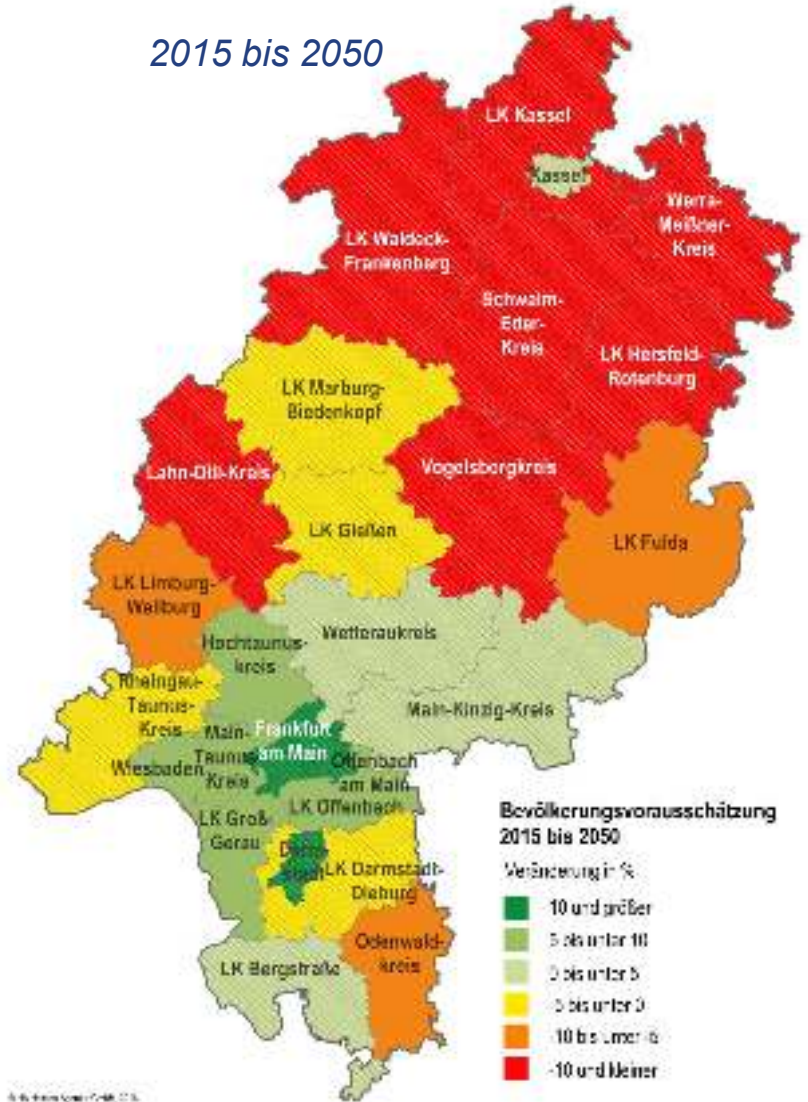 2015 bis 2050
LK Kassel
Kassel
Werra-
Meißner-
Kreis
LK Waldeck-
Frankenberg
Schwalm-
Eder-
Kreis
LK Hersfeld-
Rotenburg
LK Marburg-
Biedenkopf
Lahn-Dill-Kreis
Vogelsbergkreis
LK Gießen
LK Fulda
LK Limburg-
Weilburg
Hochtaunus-
kreis
Wetteraukreis
Rheingau-
Taunus-
Kreis
Main-Kinzig-Kreis
Main-
Taunus
Kreis
Frankfurt
am Main
Wiesbaden
Offenbach
am Main
LK Offenbach
LK Groß-
Gerau
Darm
stadt
LK Darmstadt-
Dieburg
Odenwald-
kreis
LK Bergstraße
Bevölkerungsvorausschätzung
2015 bis 2050
Veränderung in %
10 und größer
5 bis unter 10
0 bis unter 5
-5 bis unter 0
-10 bis unter -5
-10 und kleiner